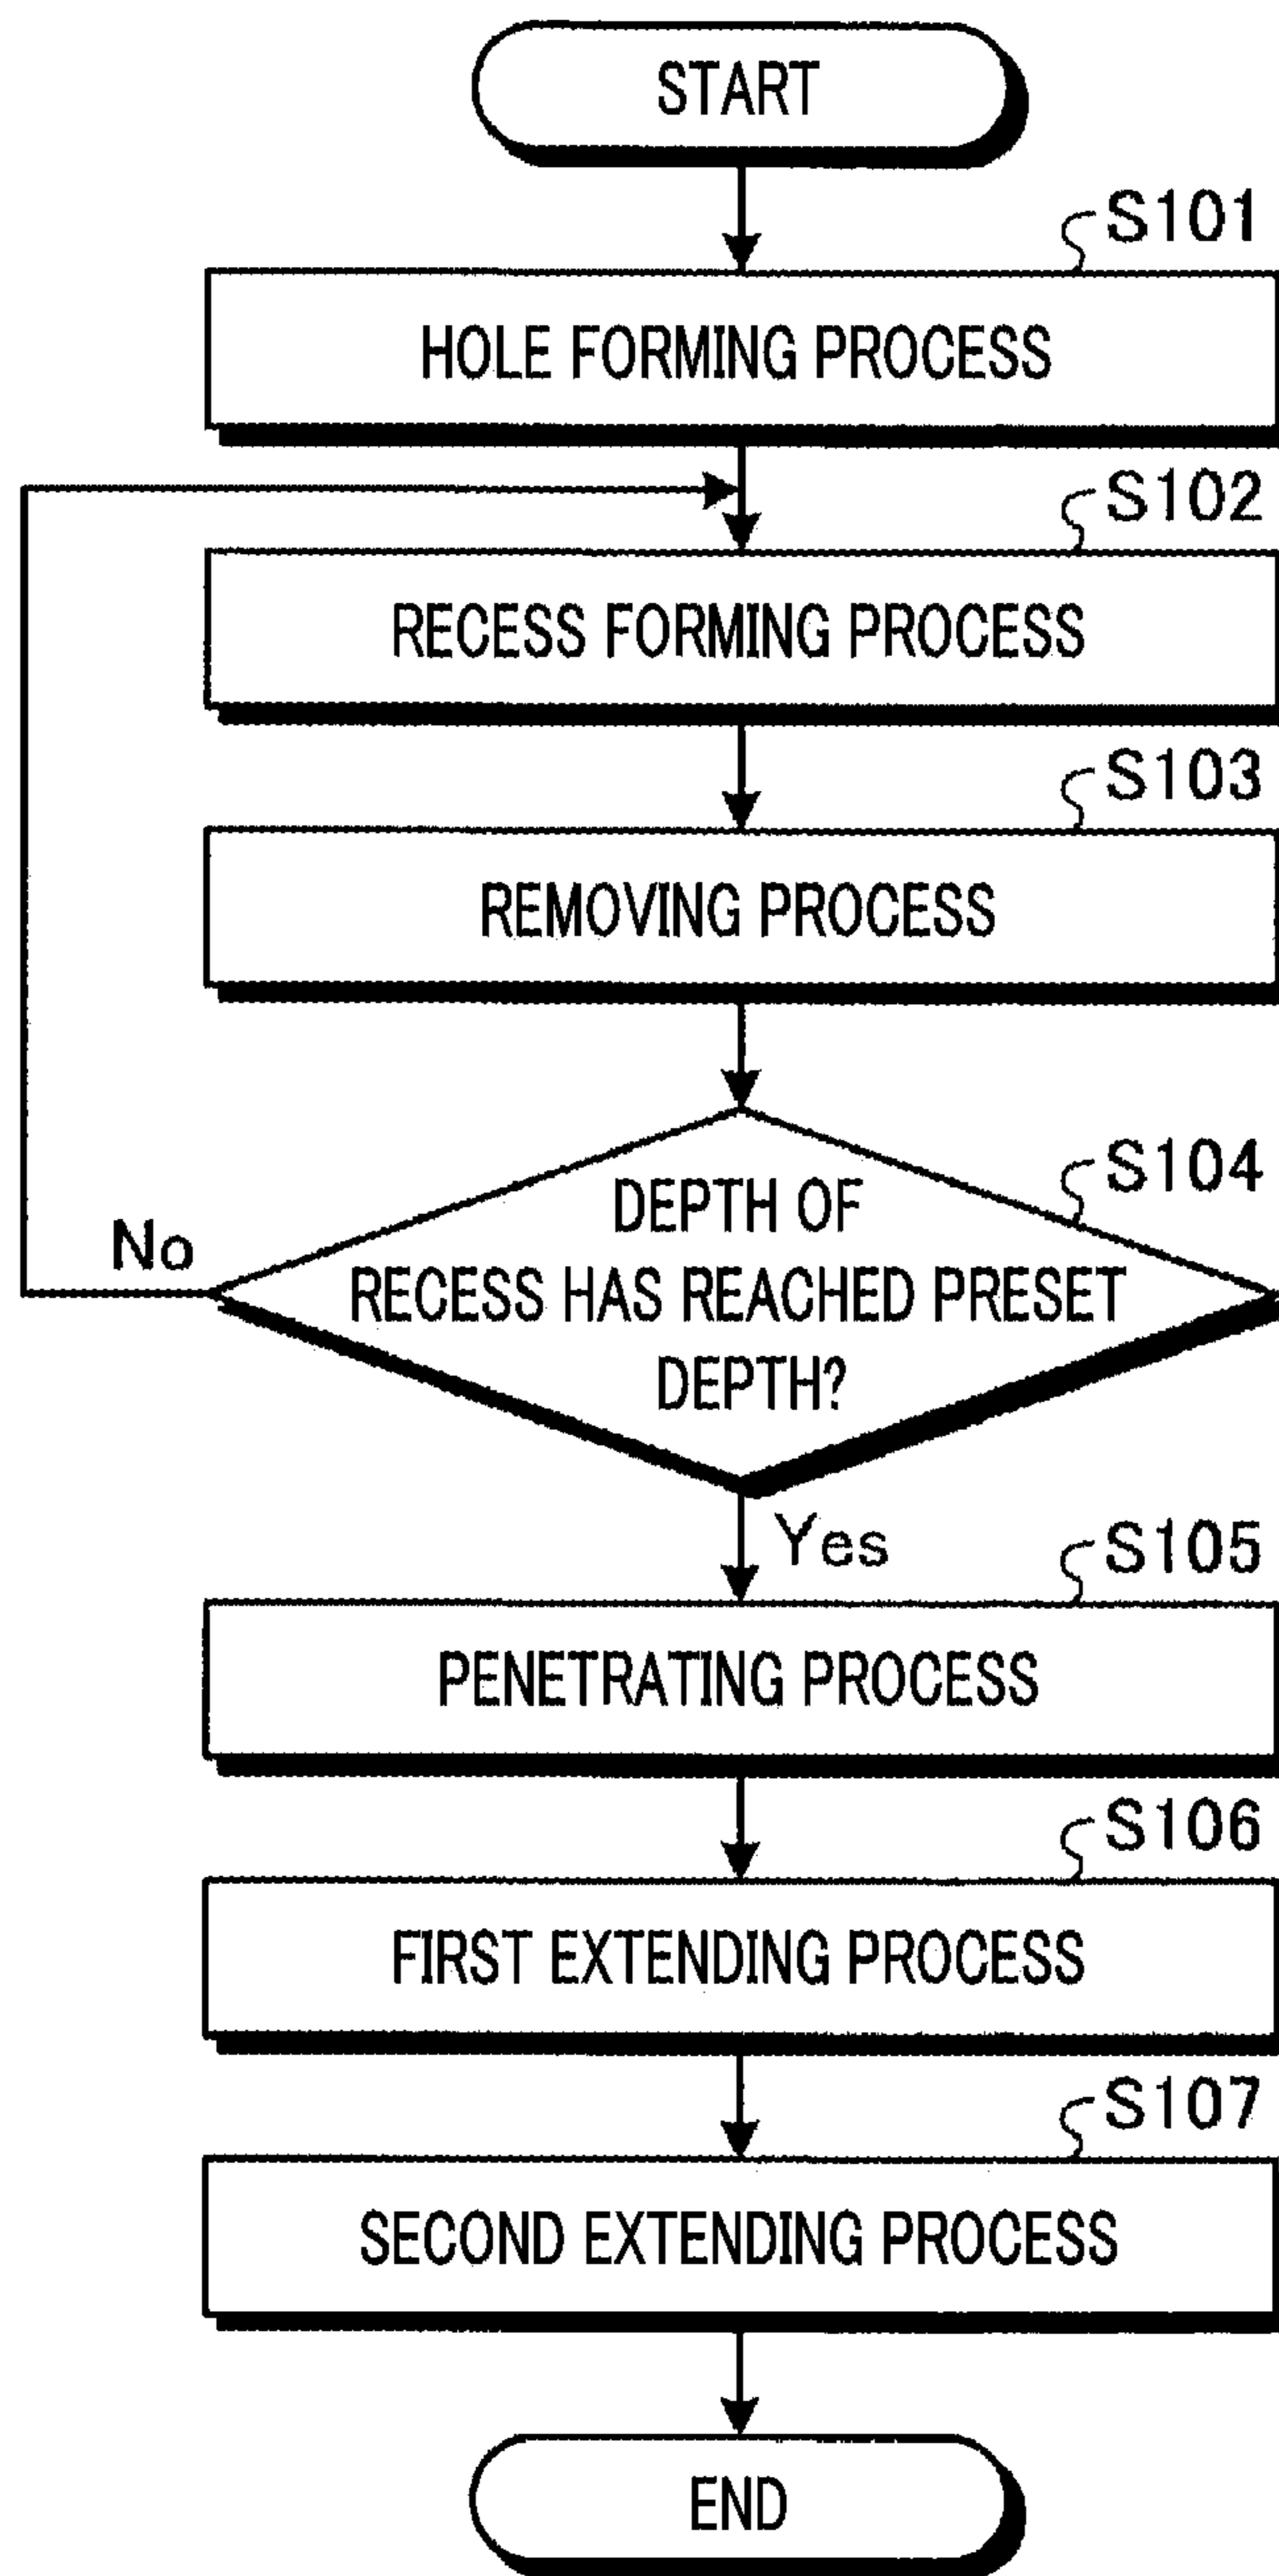 START
S101
HOLE FORMING PROCESS
S102
RECESS FORMING PROCESS
S103
REMOVING PROCESS
S104
DEPTH OF
RECESS HAS REACHED PRESET
DEPTH?
No
Yes
S105
PENETRATING PROCESS
S106
FIRST EXTENDING PROCESS
S107
SECOND EXTENDING PROCESS
END